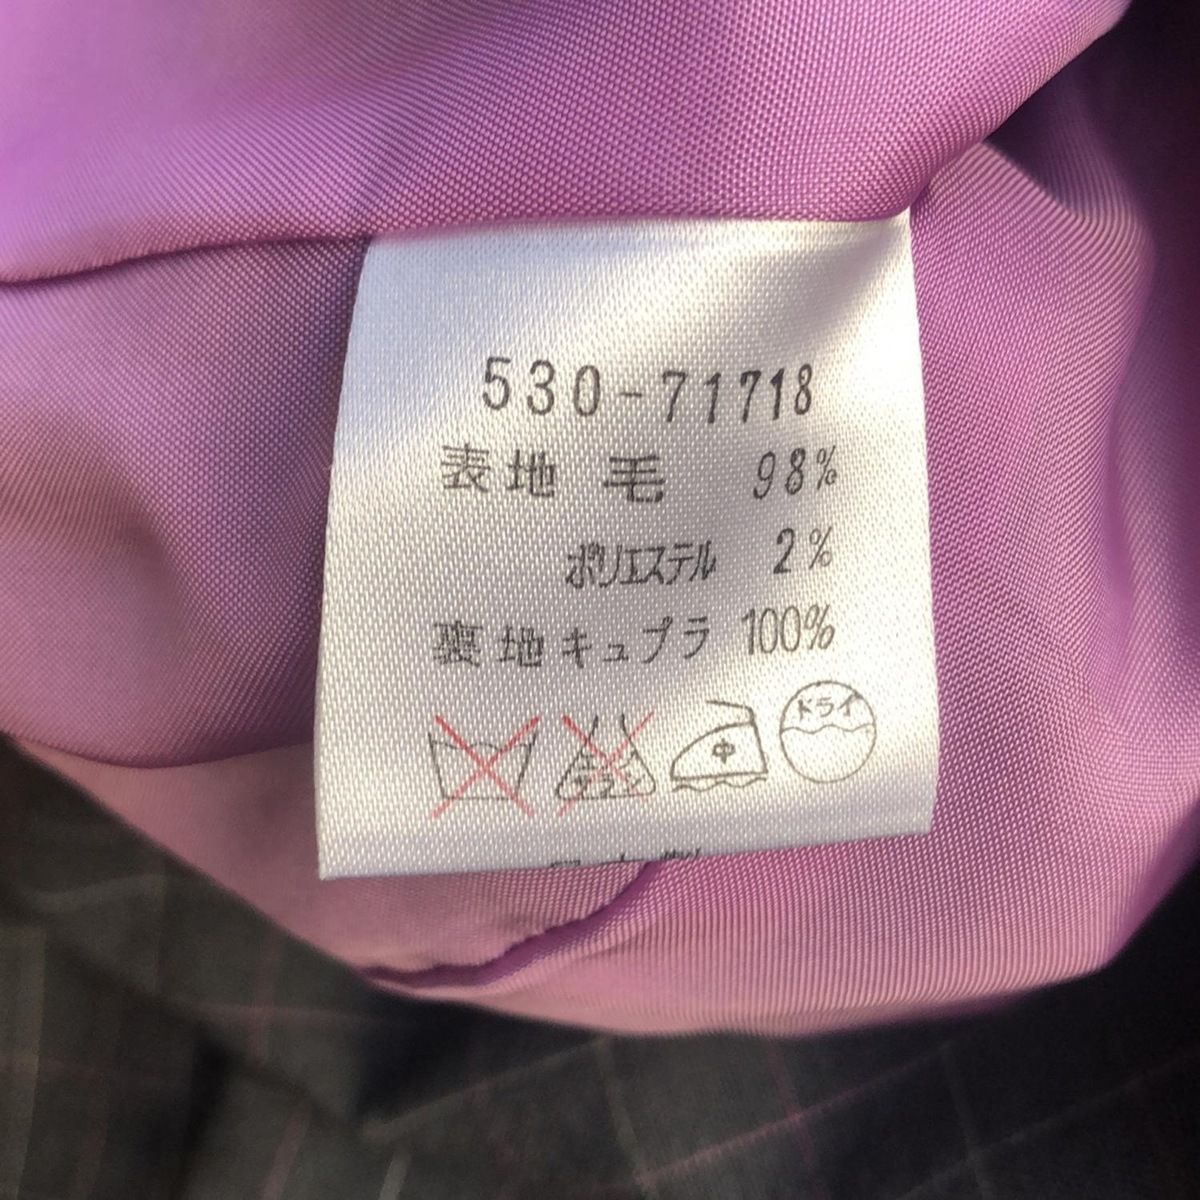 530-71718
表地 毛 98%
ポリエステル 2%
裏地キュプラ 100%
中 ドライ